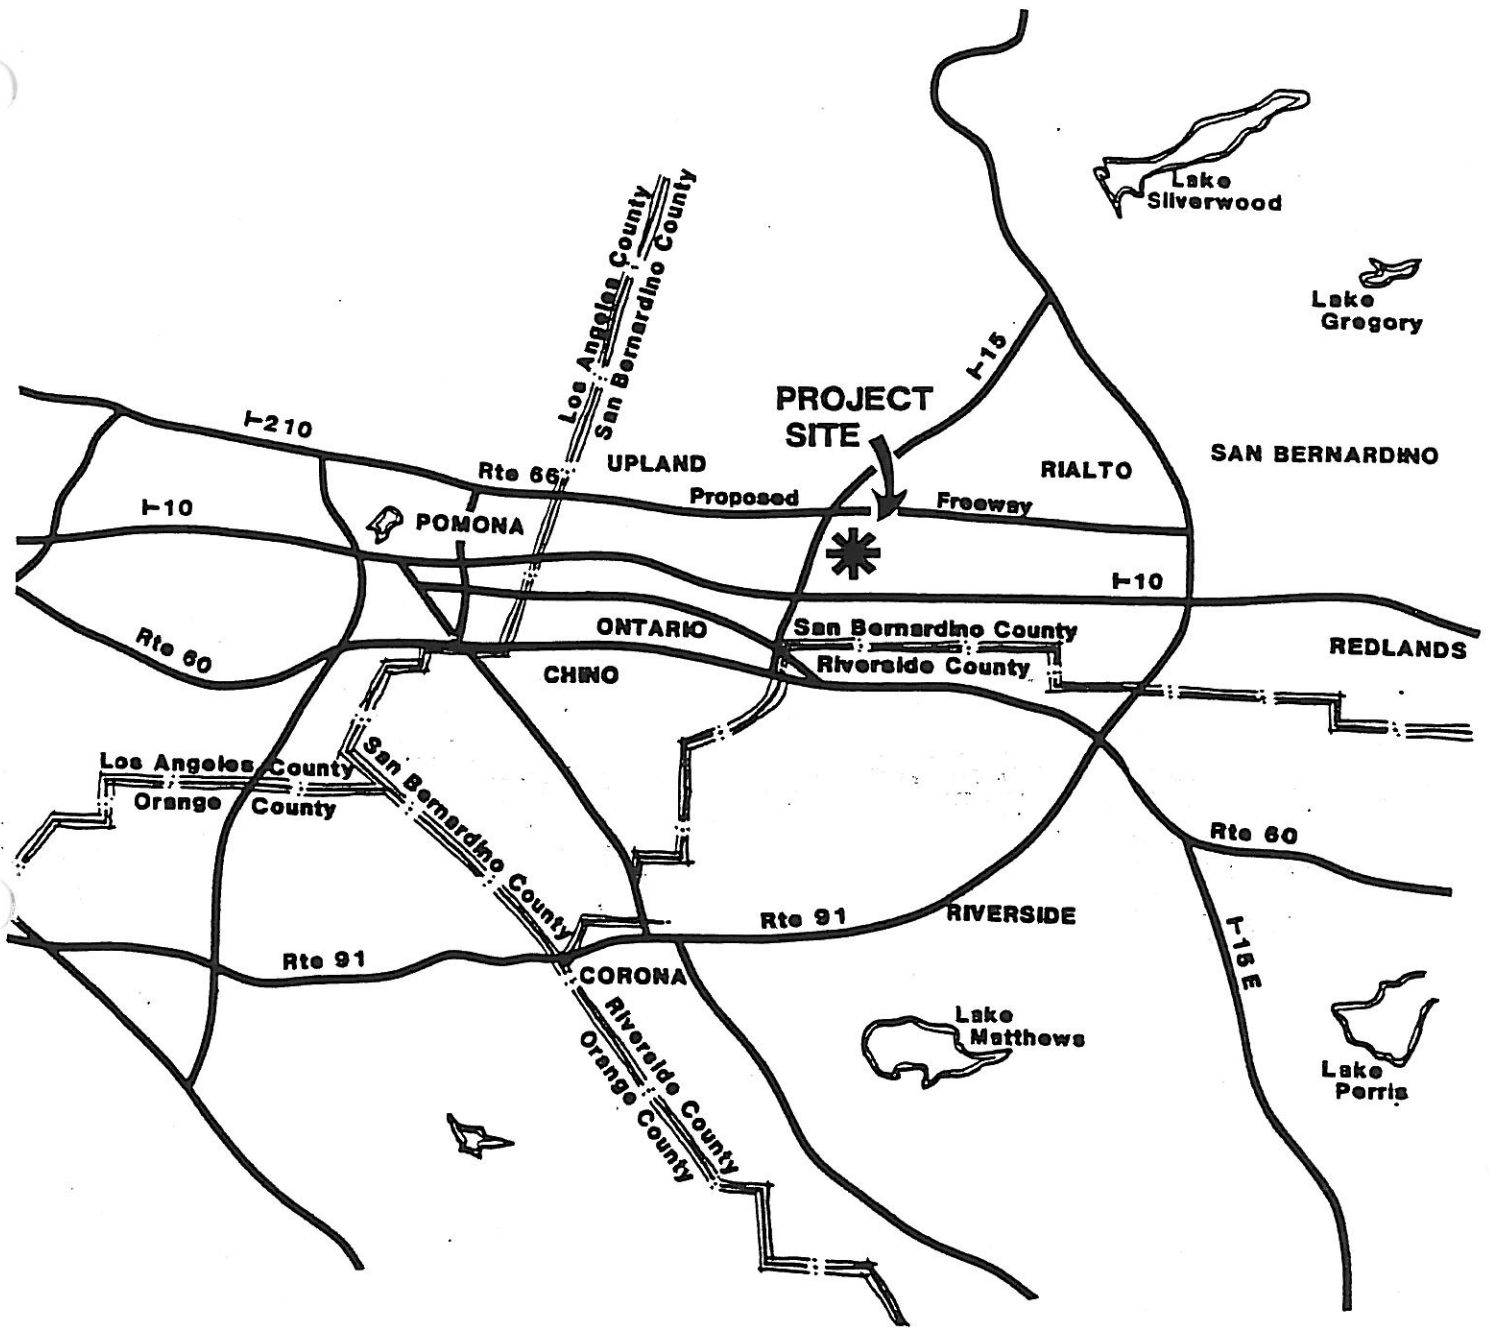 Lake
Silverwood
Los Angeles County
San Bernardino County
Lake
Gregory
I-15
PROJECT
SITE
I-210
Rte 66
UPLAND
RIALTO
SAN BERNARDINO
Proposed
Freeway
I-10
POMONA
I-10
ONTARIO
San Bernardino County
Rte 60
CHINO
Riverside County
REDLANDS
Los Angeles County
San Bernardino County
Orange County
Rte 60
Rte 91
RIVERSIDE
Rte 91
CORONA
I-15E
Riverside County
Orange County
Lake
Matthews
Lake
Perris